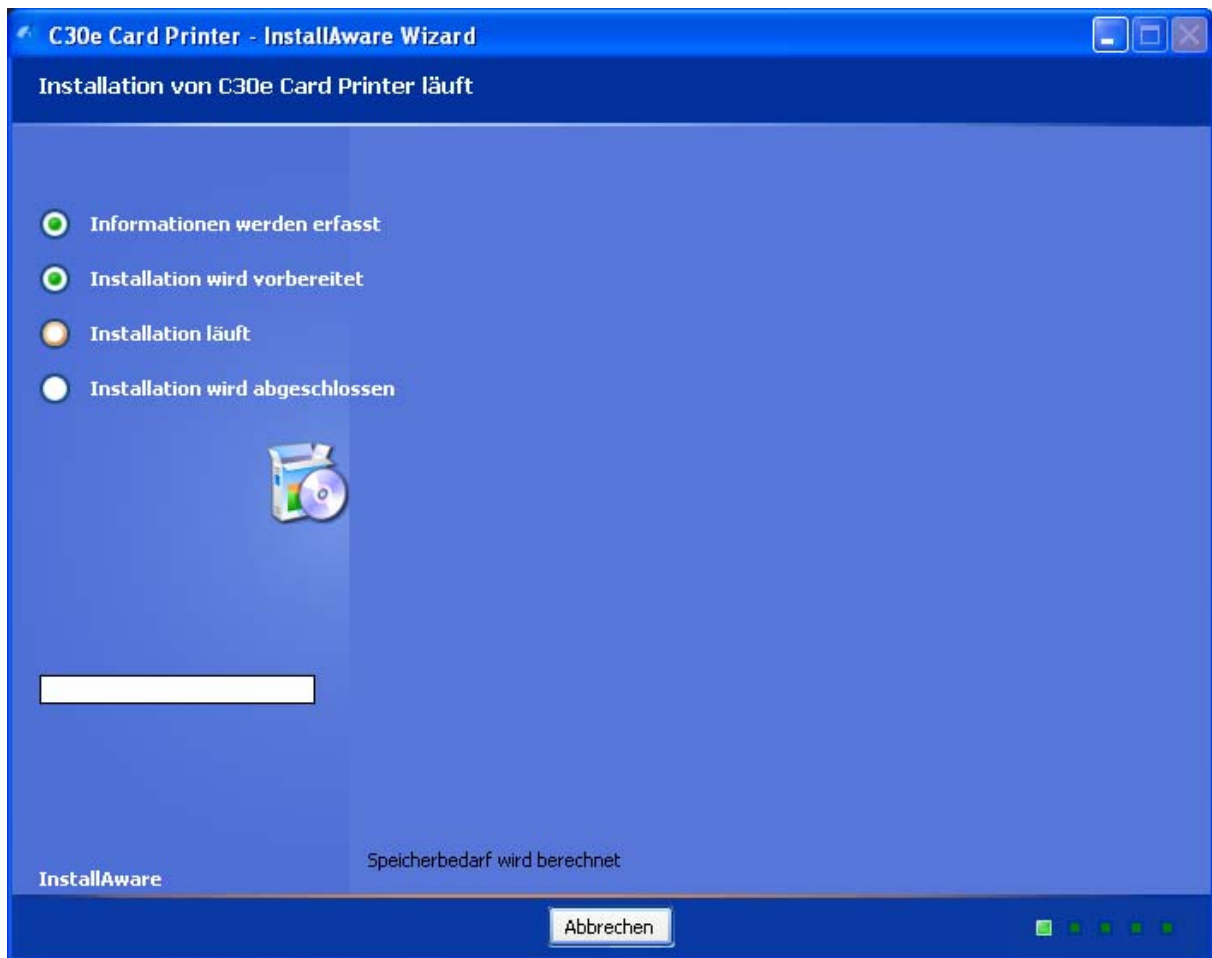 C30e Card Printer - InstallAware Wizard
Installation von C30e Card Printer läuft
Informationen werden erfasst
Installation wird vorbereitet
Installation läuft
Installation wird abgeschlossen
Speicherbedarf wird berechnet
InstallAware
Abbrechen